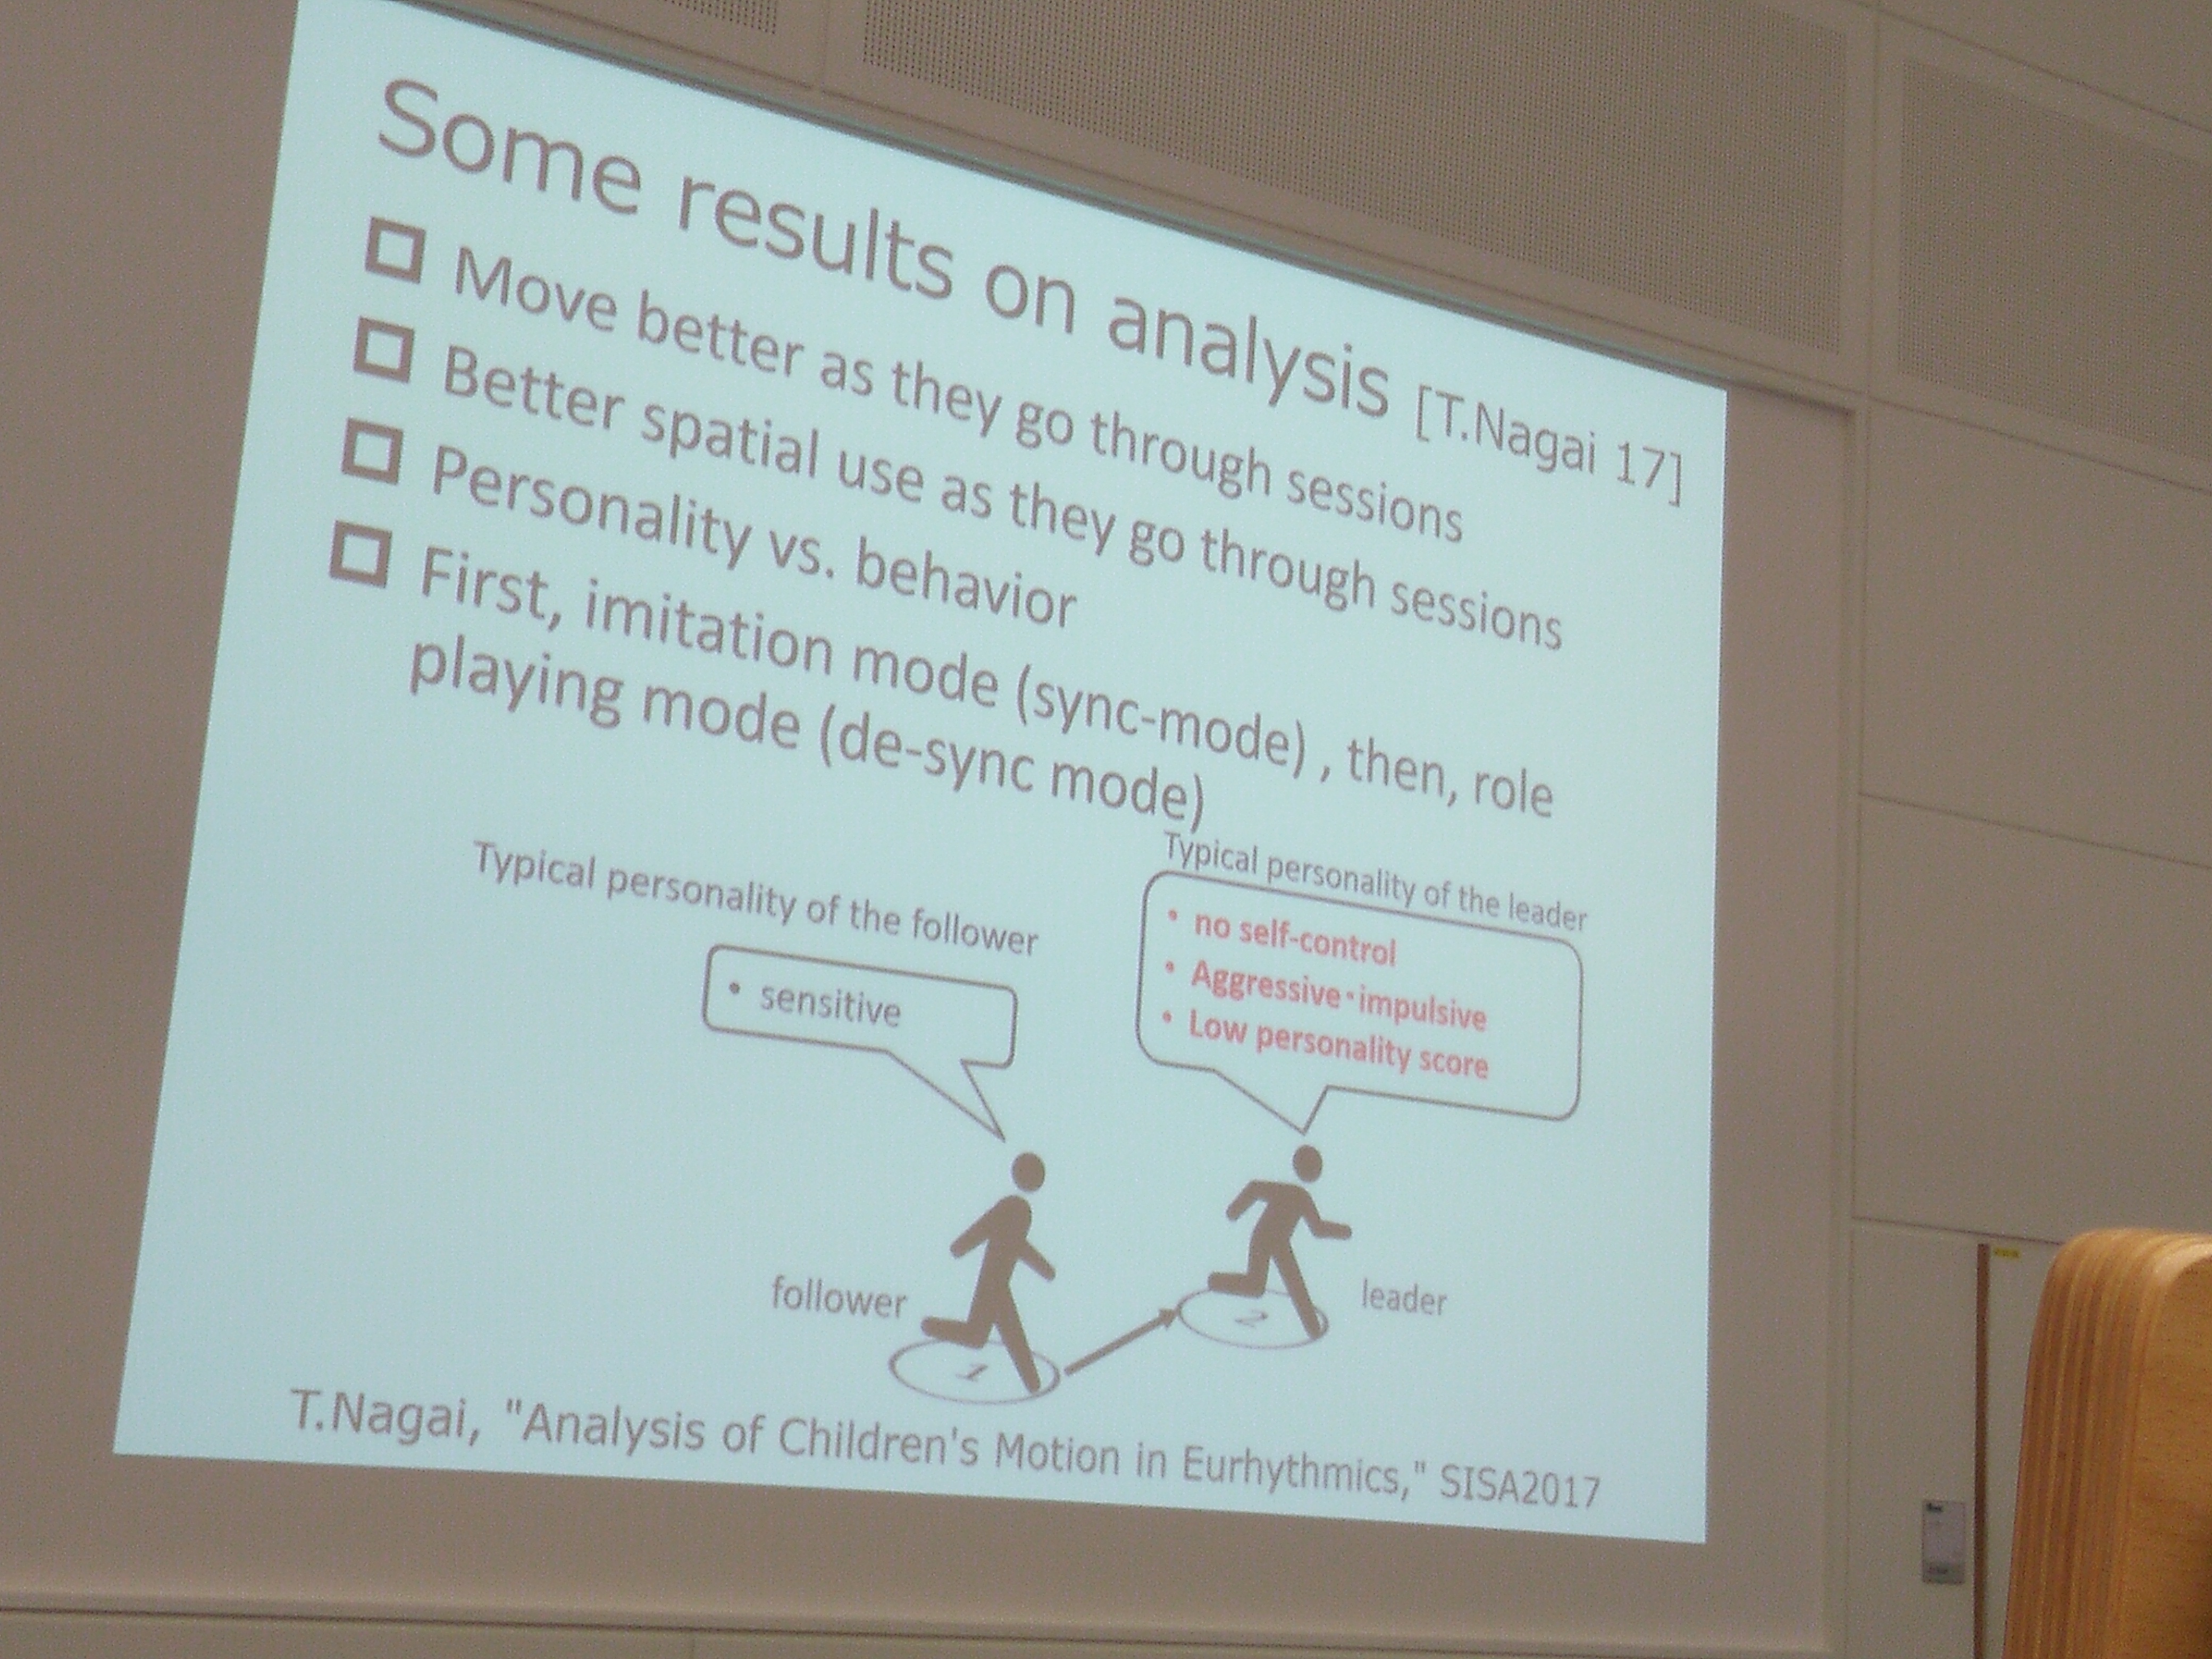 Some results on analysis [T.Nagai 17]
Move better as they go through sessions
Better spatial use as they go through sessions
Personality vs. behavior
First, imitation mode (sync-mode) , then, role
playing mode (de-sync mode)
Typical personality of the follower
• sensitive
Typical personality of the leader
• no self-control
• Aggressive・impulsive
• Low personality score
follower
1
2
leader
T.Nagai, "Analysis of Children's Motion in Eurhythmics," SISA2017